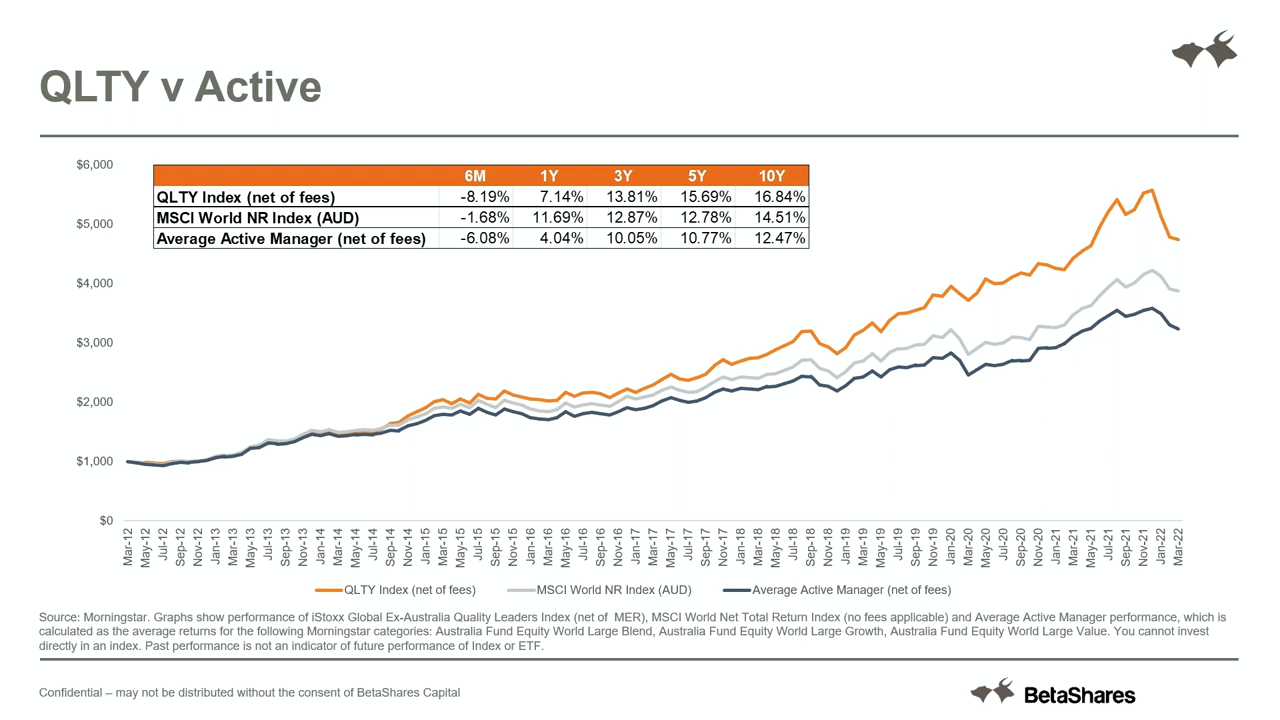 QLTY v Active
$6,000
$5,000
$4,000
$3,000
$2,000
$1,000
$0
6M 1Y 3Y 5Y 10Y
QLTY Index (net of fees) -8.19% 7.14% 13.81% 15.69% 16.84%
MSCI World NR Index (AUD) -1.68% 11.69% 12.87% 12.78% 14.51%
Average Active Manager (net of fees) -6.08% 4.04% 10.05% 10.77% 12.47%
Mar-12 May-12 Jul-12 Sep-12 Nov-12 Jan-13 Mar-13 May-13 Jul-13 Sep-13 Nov-13 Jan-14 Mar-14 May-14 Jul-14 Sep-14 Nov-14 Jan-15 Mar-15 May-15 Jul-15 Sep-15 Nov-15 Jan-16 Mar-16 May-16 Jul-16 Sep-16 Nov-16 Jan-17 Mar-17 May-17 Jul-17 Sep-17 Nov-17 Jan-18 Mar-18 May-18 Jul-18 Sep-18 Nov-18 Jan-19 Mar-19 May-19 Jul-19 Sep-19 Nov-19 Jan-20 Mar-20 May-20 Jul-20 Sep-20 Nov-20 Jan-21 Mar-21 May-21 Jul-21 Sep-21 Nov-21 Jan-22 Mar-22
QLTY Index (net of fees) MSCI World NR Index (AUD) Average Active Manager (net of fees)
Source: Morningstar. Graphs show performance of iStoxx Global Ex-Australia Quality Leaders Index (net of MER), MSCI World Net Total Return Index (no fees applicable) and Average Active Manager performance, which is
calculated as the average returns for the following Morningstar categories: Australia Fund Equity World Large Blend, Australia Fund Equity World Large Growth, Australia Fund Equity World Large Value. You cannot invest
directly in an index. Past performance is not an indicator of future performance of Index or ETF.
Confidential – may not be distributed without the consent of BetaShares Capital
BetaShares